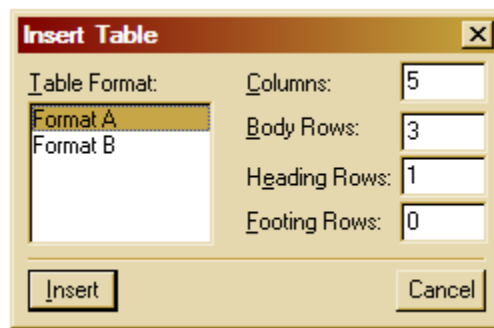 Insert Table
Table Format:
Format A
Format B
Columns: 5
Body Rows: 3
Heading Rows: 1
Footing Rows: 0
Insert
Cancel